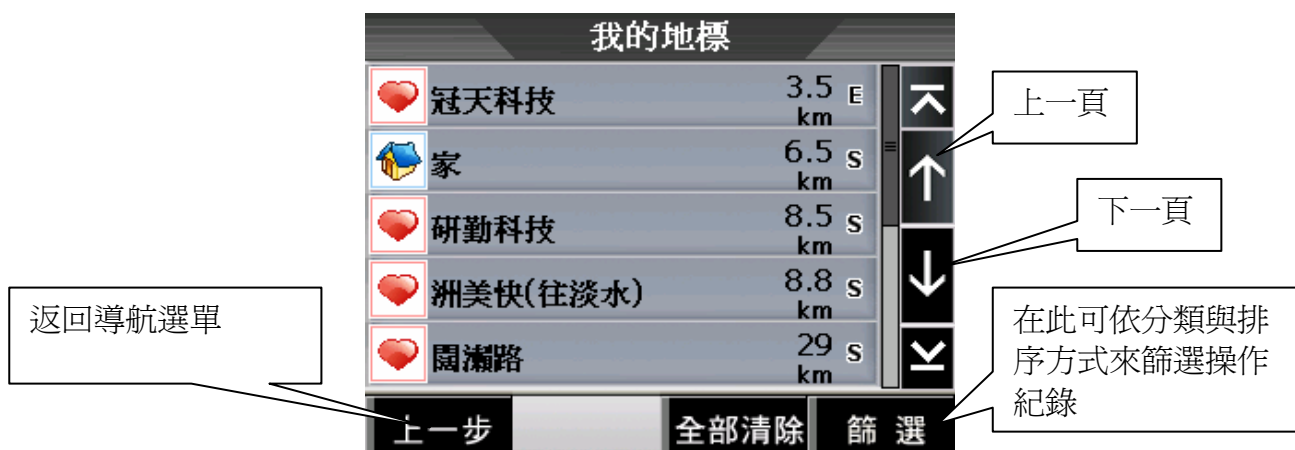 我的地標
冠天科技 3.5 km E
家 6.5 km S
研勤科技 8.5 km S
洲美快(往淡水) 8.8 km S
闊瀨路 29 km S
上一步 全部清除 篩 選
上一頁
下一頁
返回導航選單
在此可依分類與排
序方式來篩選操作
紀錄